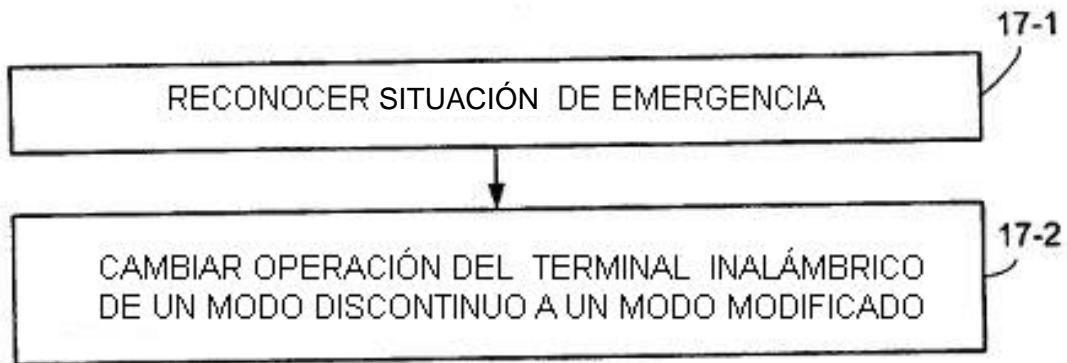 17-1
RECONOCER SITUACIÓN DE EMERGENCIA
17-2
CAMBIAR OPERACIÓN DEL TERMINAL INALÁMBRICO
DE UN MODO DISCONTINUO A UN MODO MODIFICADO